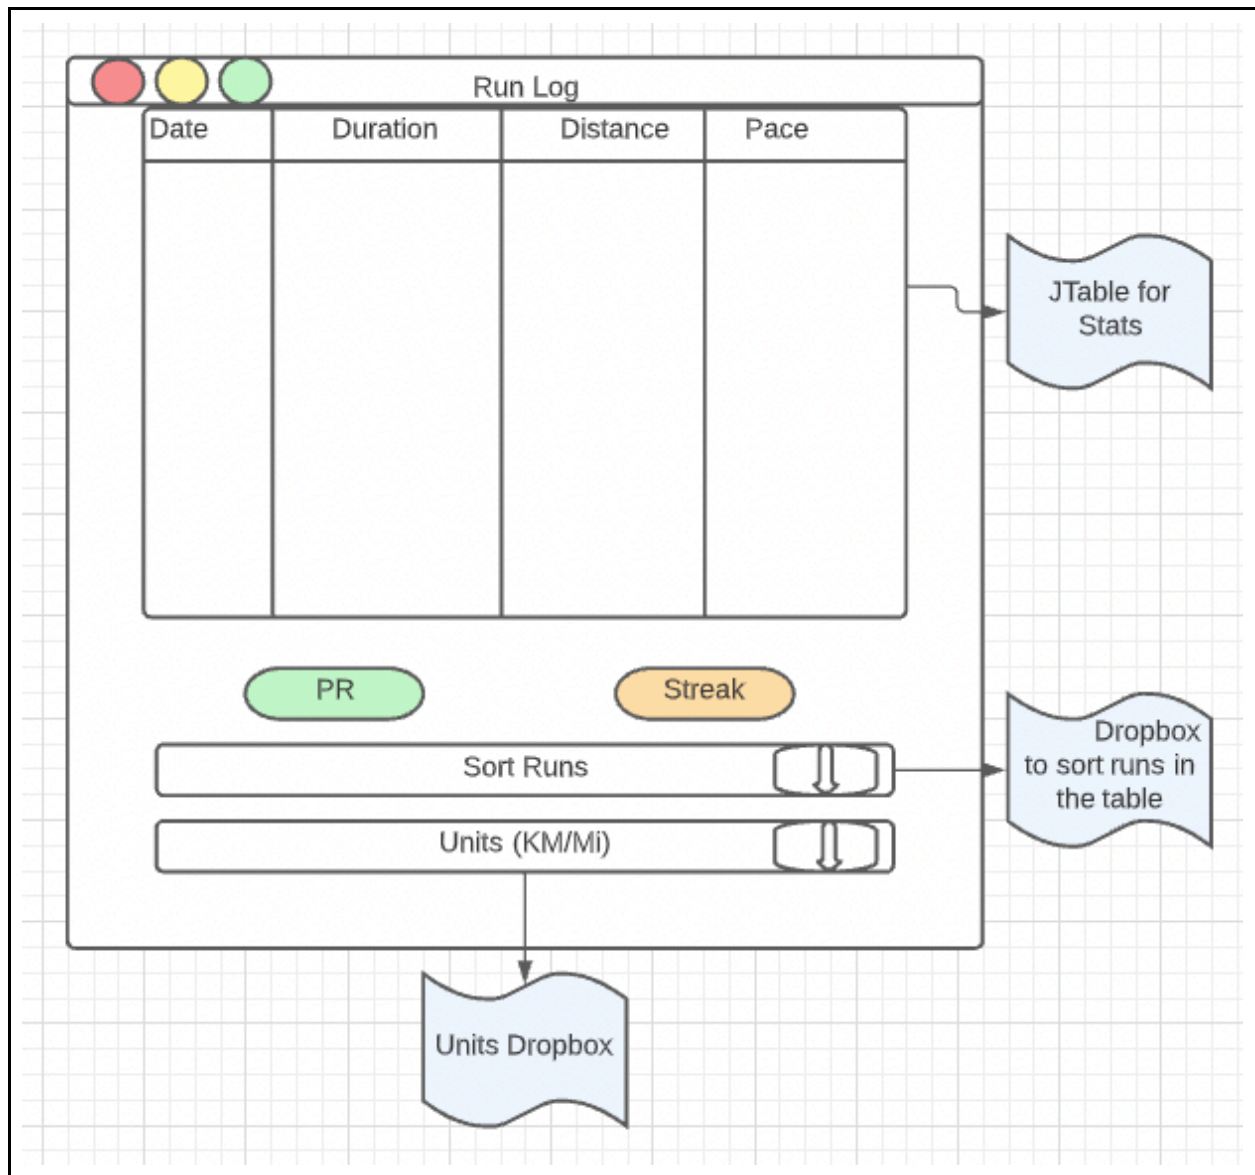 Run Log
Date Duration Distance Pace
JTable for
Stats
PR Streak
Sort Runs
Dropbox
to sort runs in
the table
Units (KM/Mi)
Units Dropbox